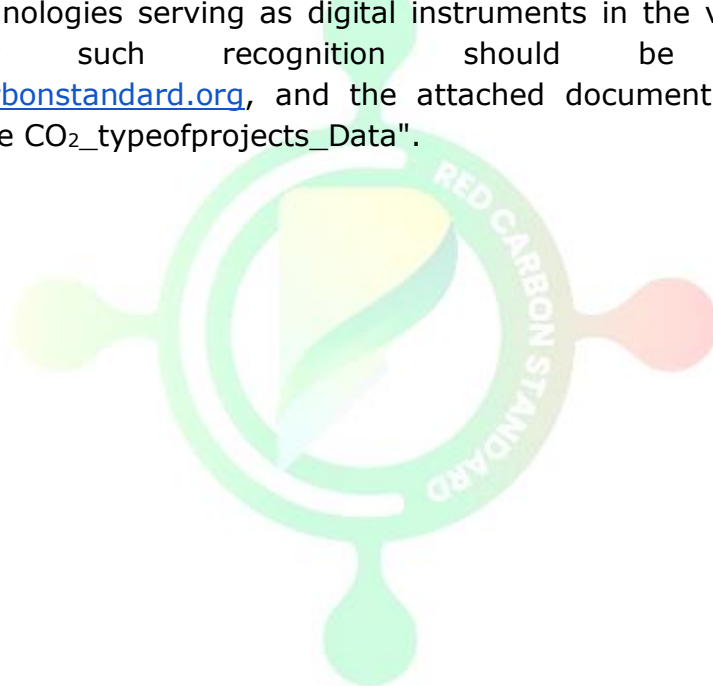 nologies serving as digital instruments in the v
such recognition should be
rbonstandard.org, and the attached document
e CO₂_typeofprojects_Data".
RED CARBON STANDARD